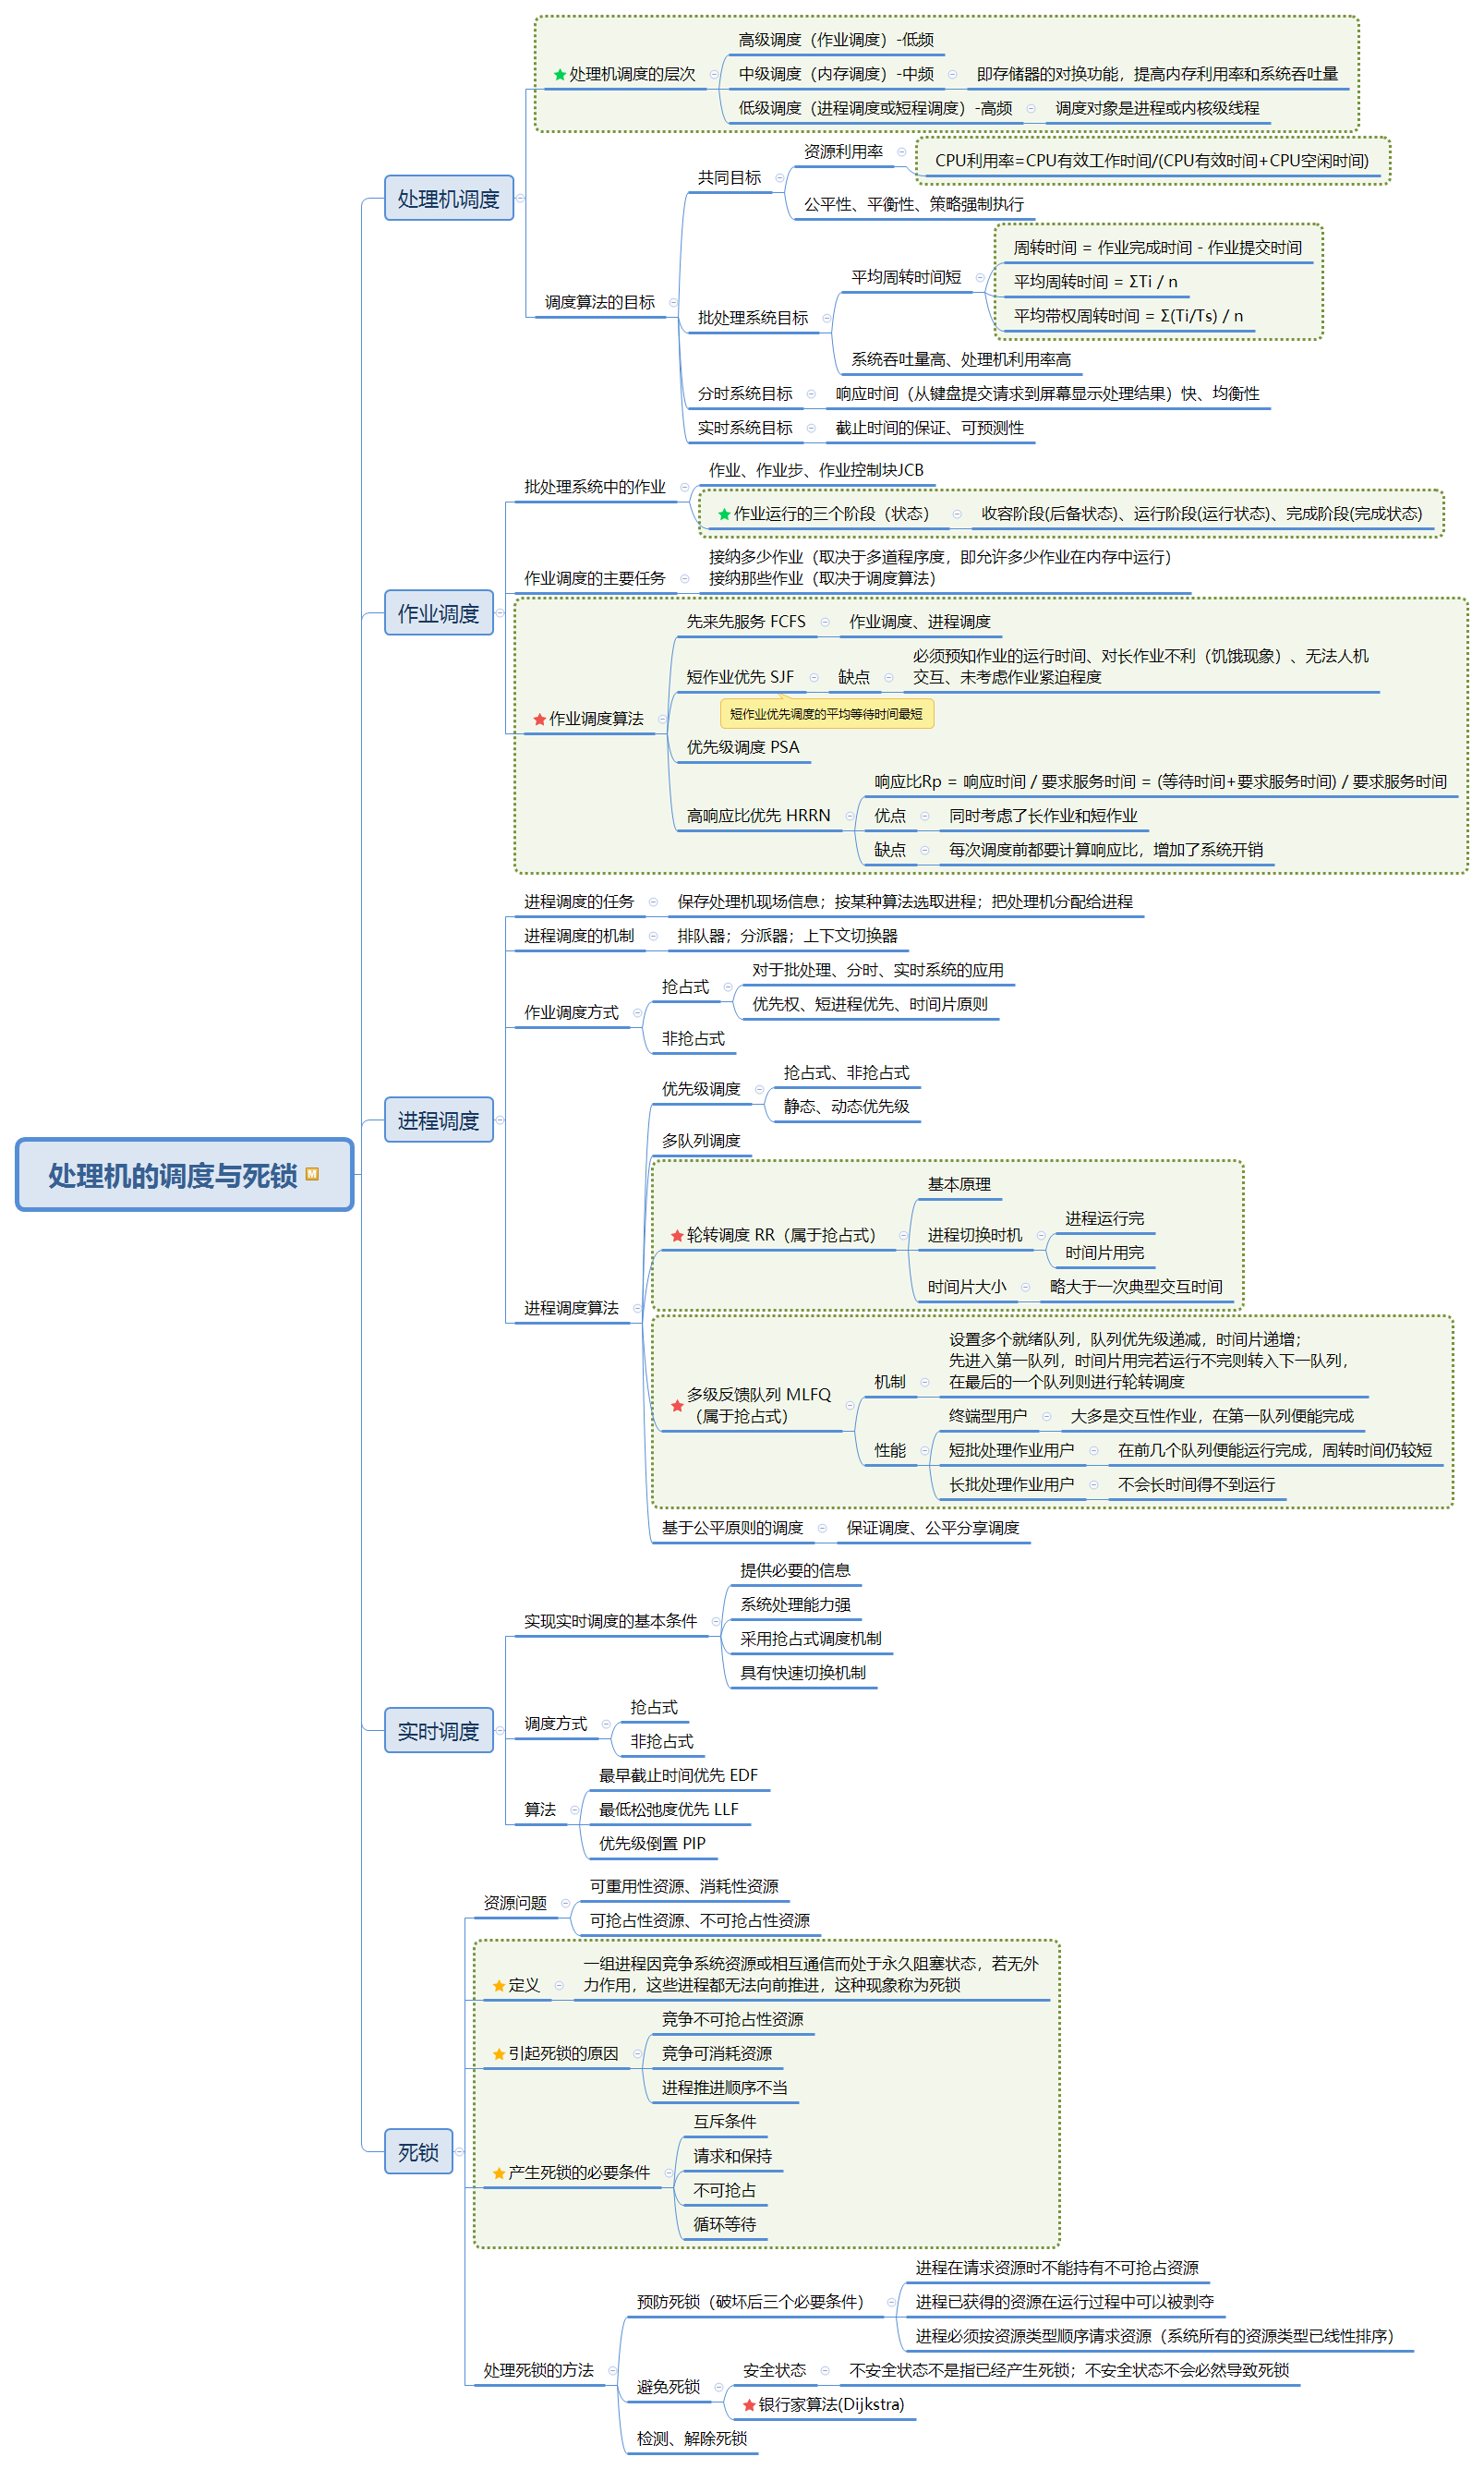 处理机的调度与死锁
M
处理机调度
处理机调度的层次
高级调度（作业调度）-低频
中级调度（内存调度）-中频
即存储器的对换功能，提高内存利用率和系统吞吐量
低级调度（进程调度或短程调度）-高频
调度对象是进程或内核级线程
调度算法的目标
共同目标
资源利用率
CPU利用率=CPU有效工作时间/(CPU有效时间+CPU空闲时间)
公平性、平衡性、策略强制执行
批处理系统目标
平均周转时间短
周转时间 = 作业完成时间 - 作业提交时间
平均周转时间 = ΣTi / n
平均带权周转时间 = Σ(Ti/Ts) / n
系统吞吐量高、处理机利用率高
分时系统目标
响应时间（从键盘提交请求到屏幕显示处理结果）快、均衡性
实时系统目标
截止时间的保证、可预测性
作业调度
批处理系统中的作业
作业、作业步、作业控制块JCB
作业运行的三个阶段（状态）
收容阶段(后备状态)、运行阶段(运行状态)、完成阶段(完成状态)
作业调度的主要任务
接纳多少作业（取决于多道程序度，即允许多少作业在内存中运行）
接纳那些作业（取决于调度算法）
作业调度算法
先来先服务 FCFS
作业调度、进程调度
短作业优先 SJF
缺点
必须预知作业的运行时间、对长作业不利（饥饿现象）、无法人机
交互、未考虑作业紧迫程度
短作业优先调度的平均等待时间最短
优先级调度 PSA
高响应比优先 HRRN
响应比Rp = 响应时间 / 要求服务时间 = (等待时间+要求服务时间) / 要求服务时间
优点
同时考虑了长作业和短作业
缺点
每次调度前都要计算响应比，增加了系统开销
进程调度
进程调度的任务
保存处理机现场信息；按某种算法选取进程；把处理机分配给进程
进程调度的机制
排队器；分派器；上下文切换器
作业调度方式
抢占式
对于批处理、分时、实时系统的应用
优先权、短进程优先、时间片原则
非抢占式
进程调度算法
优先级调度
抢占式、非抢占式
静态、动态优先级
多队列调度
轮转调度 RR（属于抢占式）
基本原理
进程切换时机
进程运行完
时间片用完
时间片大小
略大于一次典型交互时间
多级反馈队列 MLFQ
（属于抢占式）
机制
设置多个就绪队列，队列优先级递减，时间片递增；
先进入第一队列，时间片用完若运行不完则转入下一队列，
在最后的一个队列则进行轮转调度
性能
终端型用户
大多是交互性作业，在第一队列便能完成
短批处理作业用户
在前几个队列便能运行完成，周转时间仍较短
长批处理作业用户
不会长时间得不到运行
基于公平原则的调度
保证调度、公平分享调度
实时调度
实现实时调度的基本条件
提供必要的信息
系统处理能力强
采用抢占式调度机制
具有快速切换机制
调度方式
抢占式
非抢占式
算法
最早截止时间优先 EDF
最低松弛度优先 LLF
优先级倒置 PIP
死锁
资源问题
可重用性资源、消耗性资源
可抢占性资源、不可抢占性资源
定义
一组进程因竞争系统资源或相互通信而处于永久阻塞状态，若无外
力作用，这些进程都无法向前推进，这种现象称为死锁
引起死锁的原因
竞争不可抢占性资源
竞争可消耗资源
进程推进顺序不当
产生死锁的必要条件
互斥条件
请求和保持
不可抢占
循环等待
处理死锁的方法
预防死锁（破坏后三个必要条件）
进程在请求资源时不能持有不可抢占资源
进程已获得的资源在运行过程中可以被剥夺
进程必须按资源类型顺序请求资源（系统所有的资源类型已线性排序）
避免死锁
安全状态
不安全状态不是指已经产生死锁；不安全状态不会必然导致死锁
银行家算法(Dijkstra)
检测、解除死锁